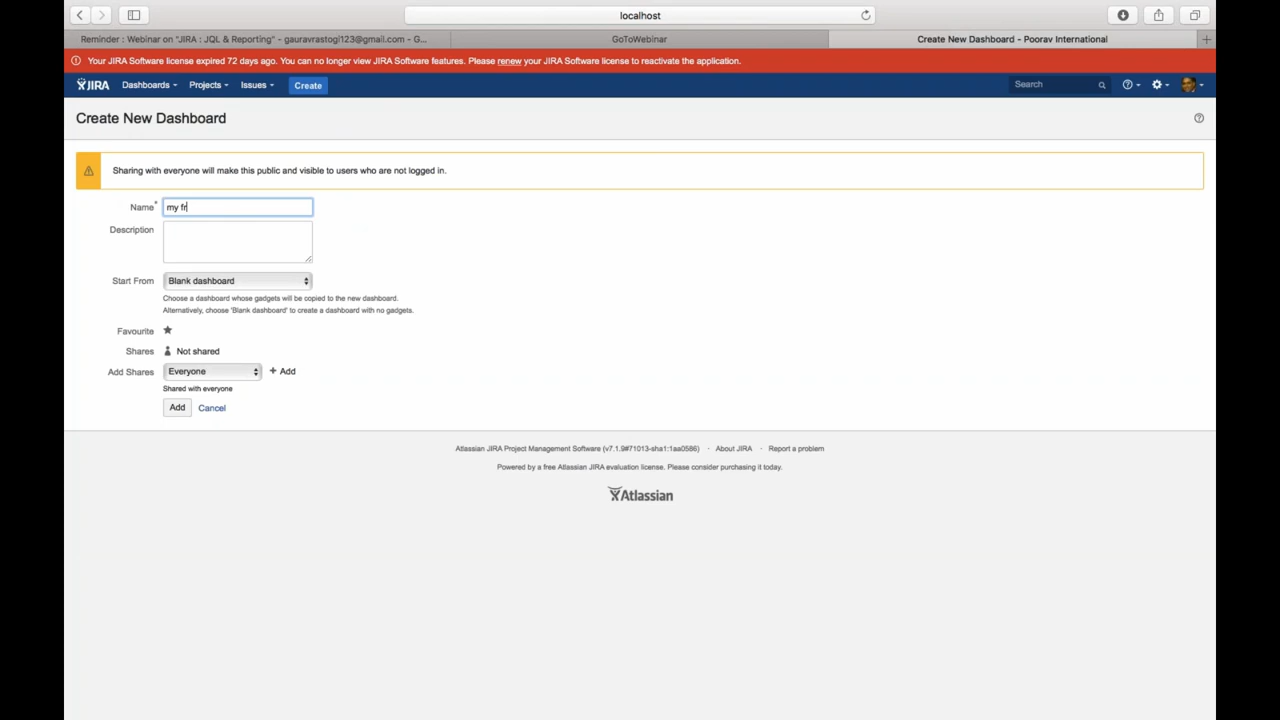 localhost
Reminder : Webinar on "JIRA : JQL & Reporting" - gauravrastogi123@gmail.com - G...
GoToWebinar
Create New Dashboard - Poorav International
Your JIRA Software license expired 72 days ago. You can no longer view JIRA Software features. Please renew your JIRA Software license to reactivate the application.
JIRA Dashboards Projects Issues Create Search
Create New Dashboard
Sharing with everyone will make this public and visible to users who are not logged in.
Name* my fr
Description
Start From Blank dashboard
Choose a dashboard whose gadgets will be copied to the new dashboard.
Alternatively, choose 'Blank dashboard' to create a dashboard with no gadgets.
Favourite
Shares Not shared
Add Shares Everyone + Add
Shared with everyone
Add Cancel
Atlassian JIRA Project Management Software (v7.1.9#71013-sha1:1aa0586) · About JIRA · Report a problem
Powered by a free Atlassian JIRA evaluation license. Please consider purchasing it today.
Atlassian